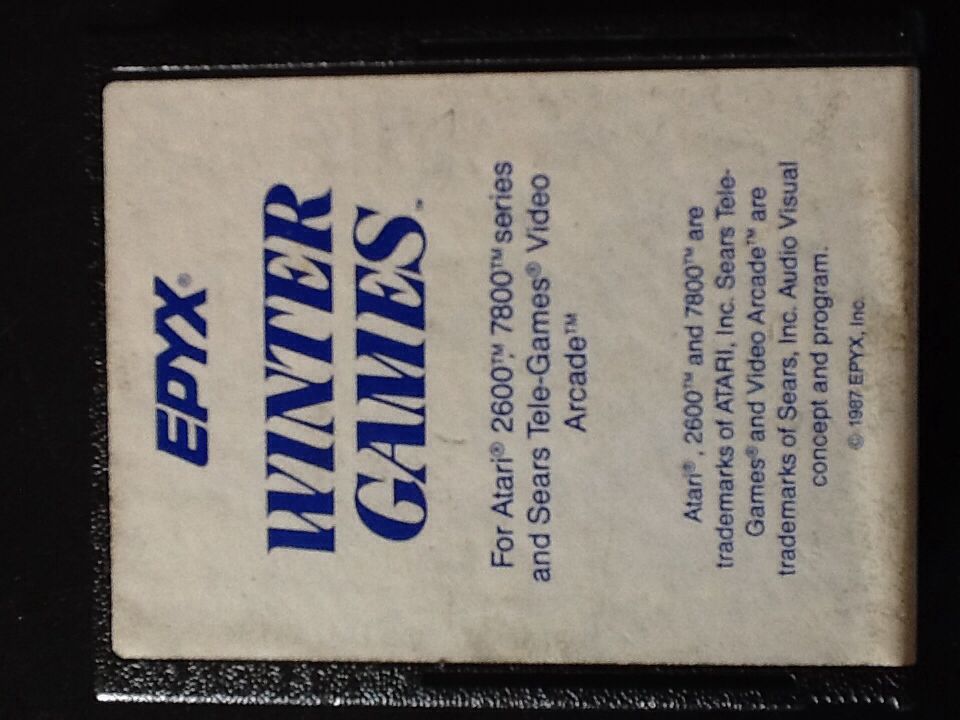 EPYX®
WINTER
GAMES™
For Atari® 2600™, 7800™ series
and Sears Tele-Games® Video
Arcade™
Atari®, 2600™ and 7800™ are
trademarks of ATARI, Inc. Sears Tele-
Games® and Video Arcade™ are
trademarks of Sears, Inc. Audio Visual
concept and program.
© 1987 EPYX, Inc.